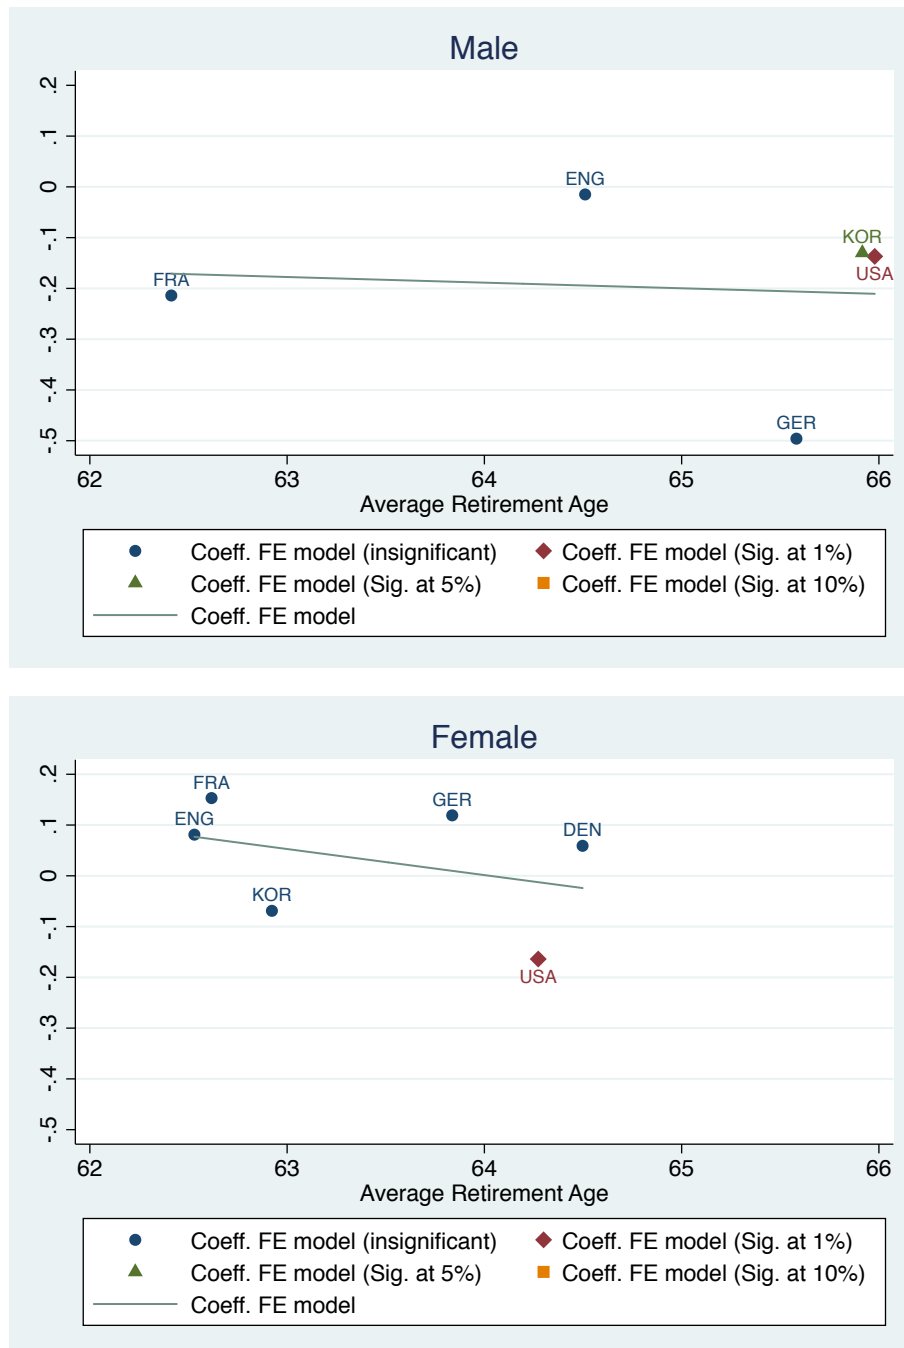 Male
.2
.1
0
-.1
-.2
-.3
-.4
-.5
ENG
KOR
USA
FRA
GER
62 63 64 65 66
Average Retirement Age
Coeff. FE model (insignificant) Coeff. FE model (Sig. at 1%)
Coeff. FE model (Sig. at 5%) Coeff. FE model (Sig. at 10%)
Coeff. FE model
Female
.2
.1
0
-.1
-.2
-.3
-.4
-.5
FRA
GER
ENG
DEN
KOR
USA
62 63 64 65 66
Average Retirement Age
Coeff. FE model (insignificant) Coeff. FE model (Sig. at 1%)
Coeff. FE model (Sig. at 5%) Coeff. FE model (Sig. at 10%)
Coeff. FE model